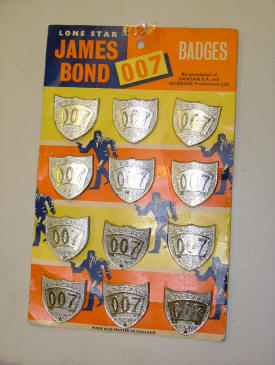 LONE STAR
JAMES
BOND 007
BADGES
By permission of
DANJAQ S.A. and
GLIDROSE Productions Ltd
007 007 007
007 007 007
007 007 007
007 007 007
MADE AND PRINTED IN ENGLAND